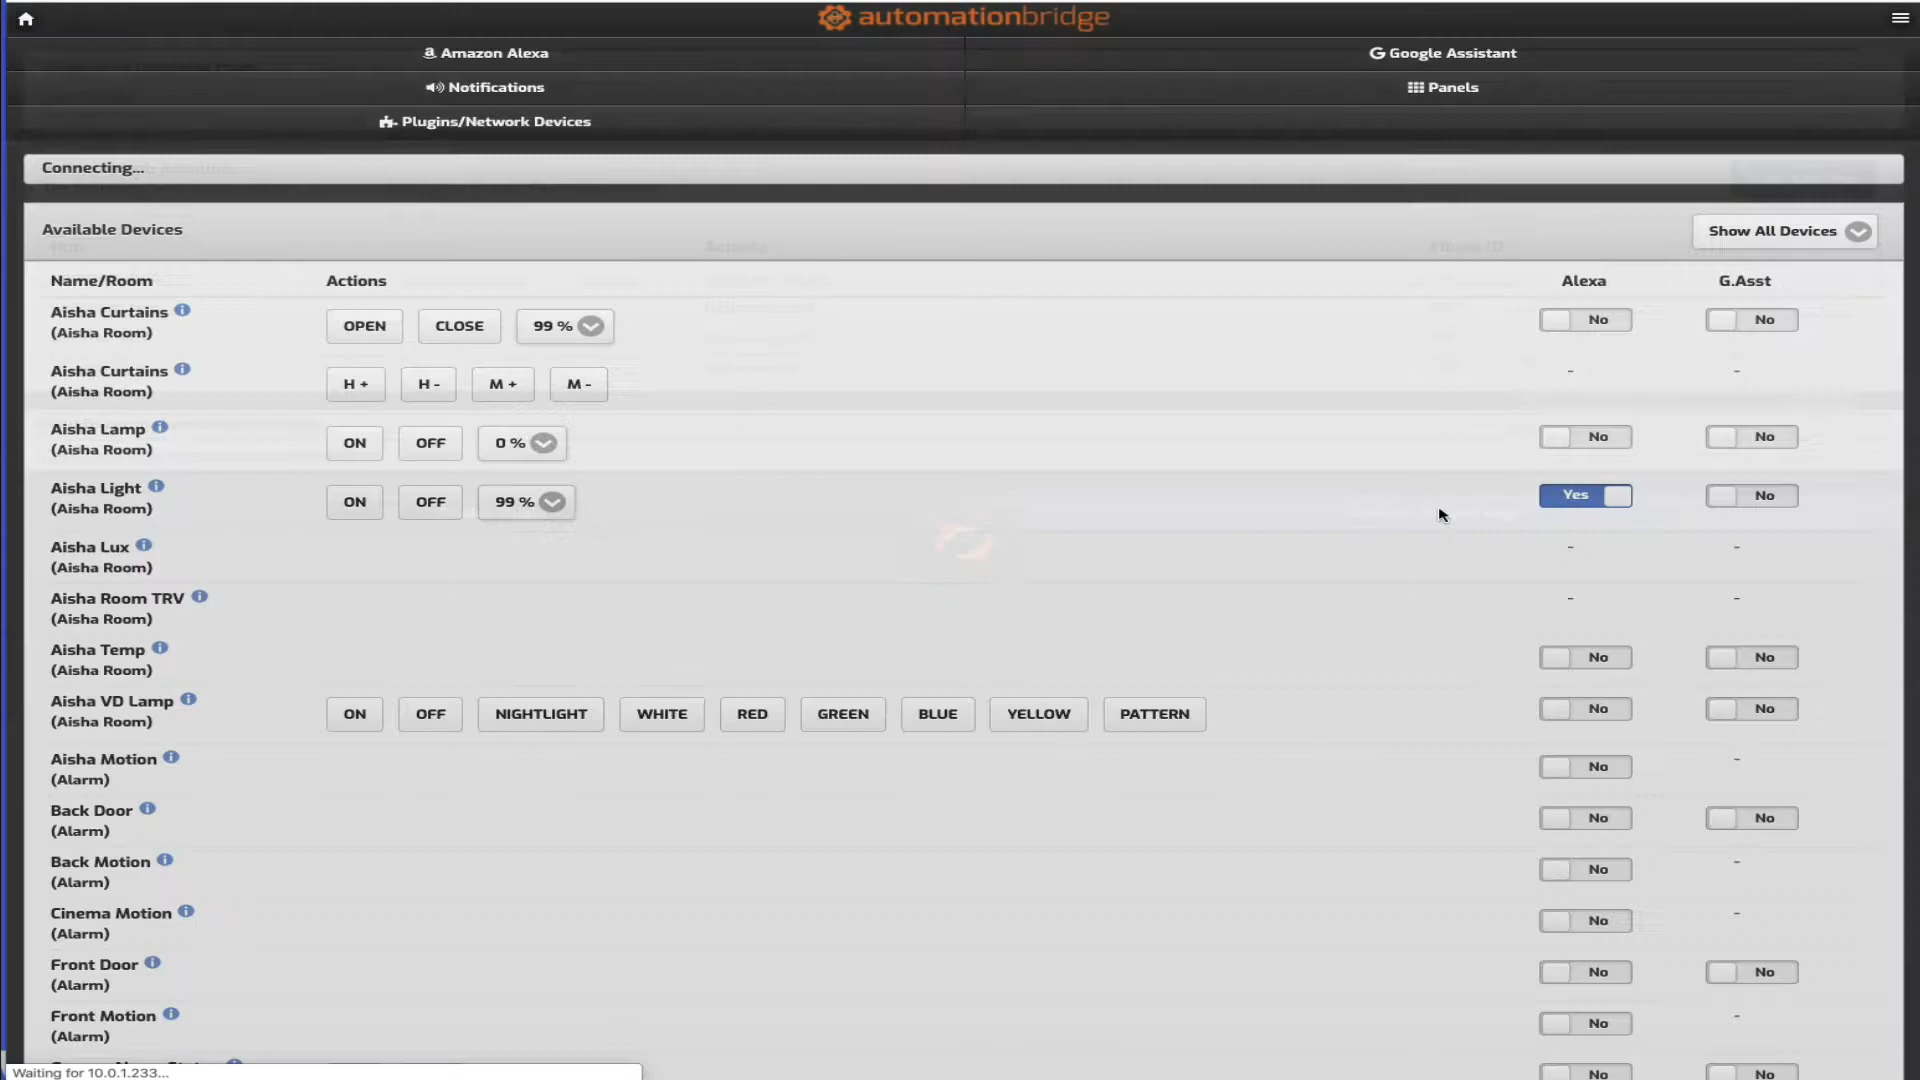 automationbridge
Amazon Alexa
Google Assistant
Notifications
Panels
Plugins/Network Devices
Connecting...
Available Devices
Show All Devices
Name/Room Actions Alexa G.Asst
Aisha Curtains
(Aisha Room)
OPEN CLOSE 99 % No No
Aisha Curtains
(Aisha Room)
H + H - M + M - - -
Aisha Lamp
(Aisha Room)
ON OFF 0 % No No
Aisha Light
(Aisha Room)
ON OFF 99 % Yes No
Aisha Lux
(Aisha Room)
- -
Aisha Room TRV
(Aisha Room)
- -
Aisha Temp
(Aisha Room)
No No
Aisha VD Lamp
(Aisha Room)
ON OFF NIGHTLIGHT WHITE RED GREEN BLUE YELLOW PATTERN No No
Aisha Motion
(Alarm)
No -
Back Door
(Alarm)
No No
Back Motion
(Alarm)
No -
Cinema Motion
(Alarm)
No -
Front Door
(Alarm)
No No
Front Motion
(Alarm)
No -
No No
Waiting for 10.0.1.233...